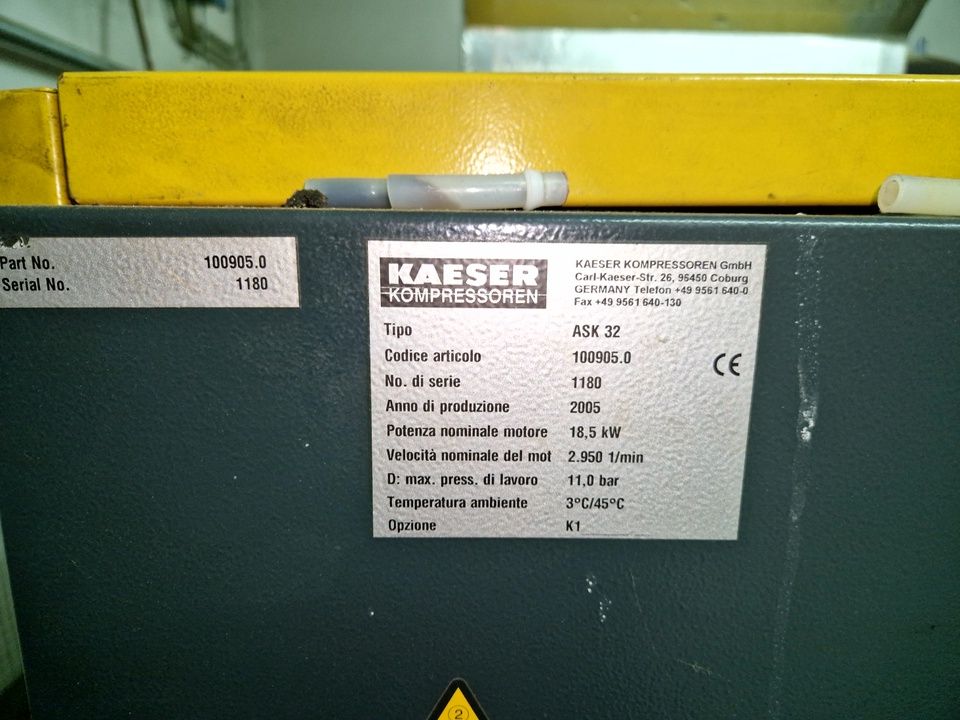 Part No. 100905.0
Serial No. 1180
KAESER
KOMPRESSOREN
KAESER KOMPRESSOREN GmbH
Carl-Kaeser-Str. 26, 96450 Coburg
GERMANY Telefon +49 9561 640-0
Fax +49 9561 640-130
Tipo ASK 32
Codice articolo 100905.0
No. di serie 1180
Anno di produzione 2005
Potenza nominale motore 18,5 kW
Velocità nominale del mot 2.950 1/min
D: max. press. di lavoro 11,0 bar
Temperatura ambiente 3°C/45°C
Opzione K1
CE
2